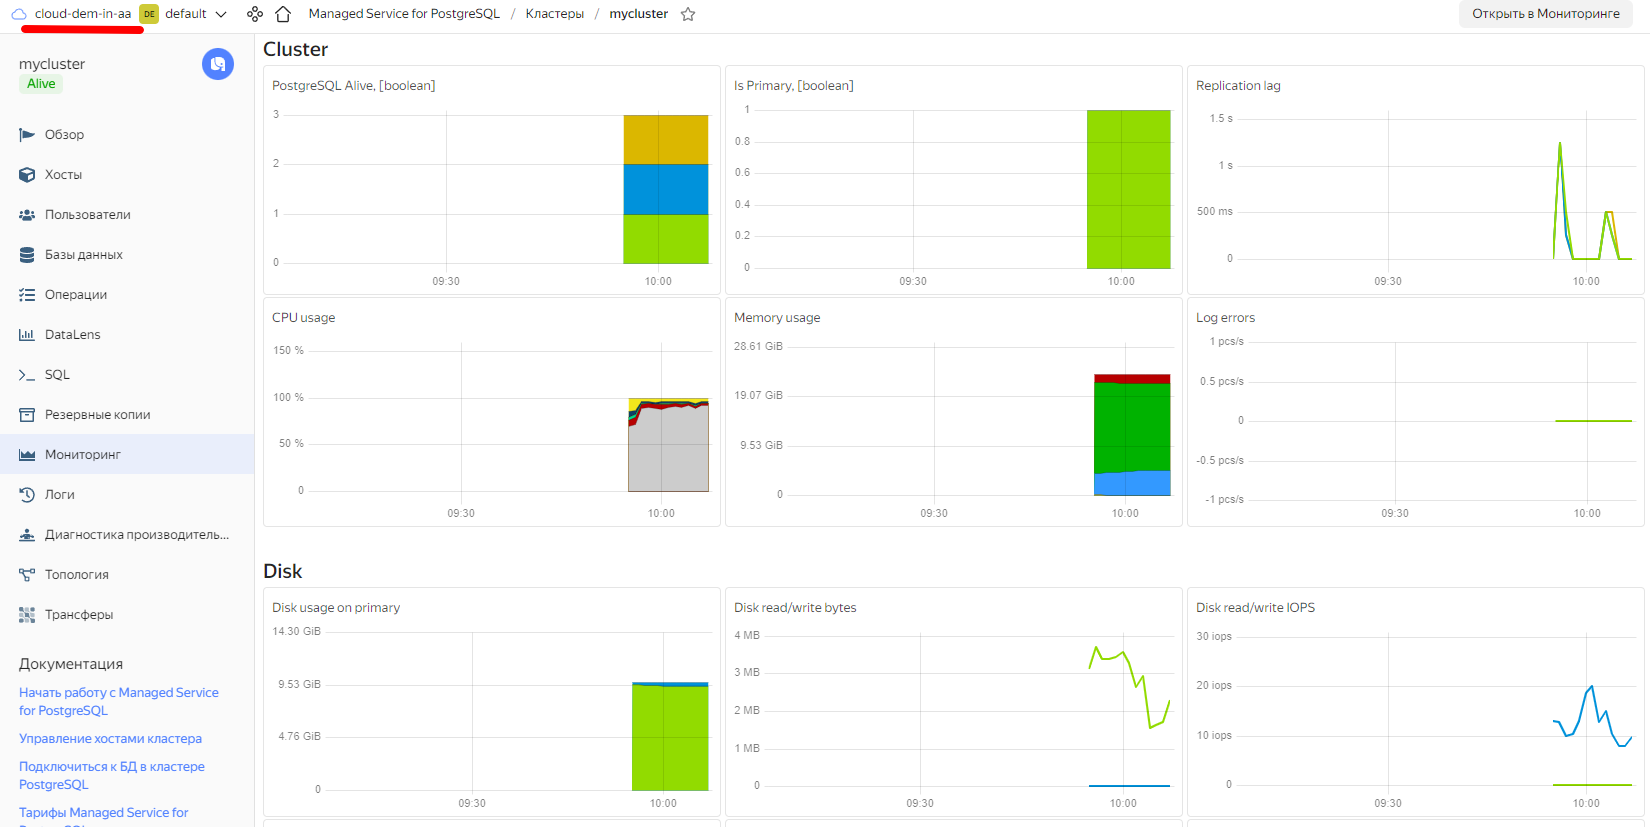 cloud-dem-in-aa DE default Managed Service for PostgreSQL / Кластеры / mycluster Открыть в Мониторинге
mycluster
Alive
Обзор
Хосты
Пользователи
Базы данных
Операции
DataLens
SQL
Резервные копии
Мониторинг
Логи
Диагностика производитель...
Топология
Трансферы
Документация
Начать работу с Managed Service
for PostgreSQL
Управление хостами кластера
Подключиться к БД в кластере
PostgreSQL
Тарифы Managed Service for
Cluster
PostgreSQL Alive, [boolean]
3
2
1
0
09:30 10:00
Is Primary, [boolean]
1
0.8
0.6
0.4
0.2
0
09:30 10:00
Replication lag
1.5 s
1 s
500 ms
0
09:30 10:00
CPU usage
150 %
100 %
50 %
0
09:30 10:00
Memory usage
28.61 GiB
19.07 GiB
9.53 GiB
0
09:30 10:00
Log errors
1 pcs/s
0.5 pcs/s
0
-0.5 pcs/s
-1 pcs/s
09:30 10:00
Disk
Disk usage on primary
14.30 GiB
9.53 GiB
4.76 GiB
0
09:30 10:00
Disk read/write bytes
4 MB
3 MB
2 MB
1 MB
0
09:30 10:00
Disk read/write IOPS
30 iops
20 iops
10 iops
0
09:30 10:00